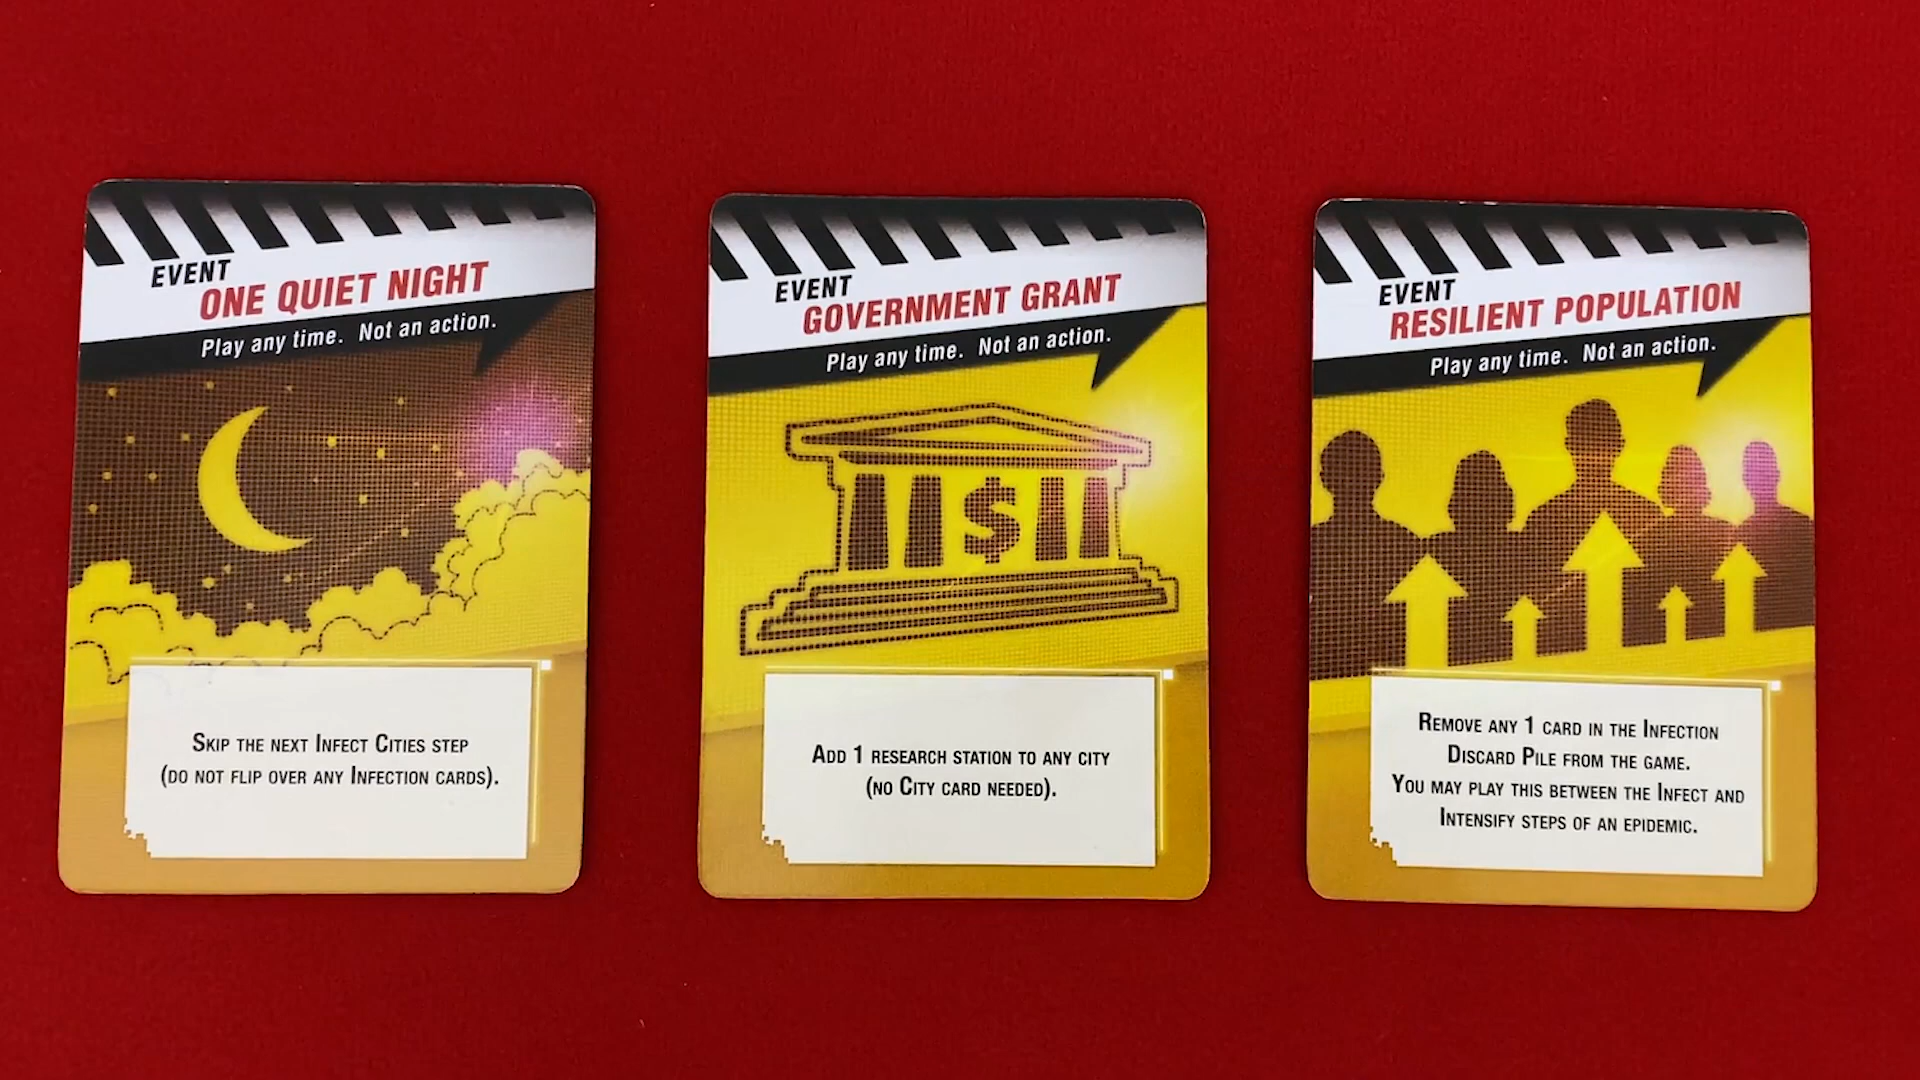 EVENT
ONE QUIET NIGHT
Play any time. Not an action.
Skip the next Infect Cities step
(do not flip over any Infection cards).
EVENT
GOVERNMENT GRANT
Play any time. Not an action.
$
Add 1 research station to any city
(no City card needed).
EVENT
RESILIENT POPULATION
Play any time. Not an action.
Remove any 1 card in the Infection
Discard Pile from the game.
You may play this between the Infect and
Intensify steps of an epidemic.